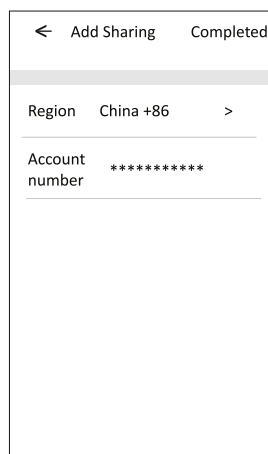 ← Add Sharing Completed
Region China +86 >
Account
number ***********